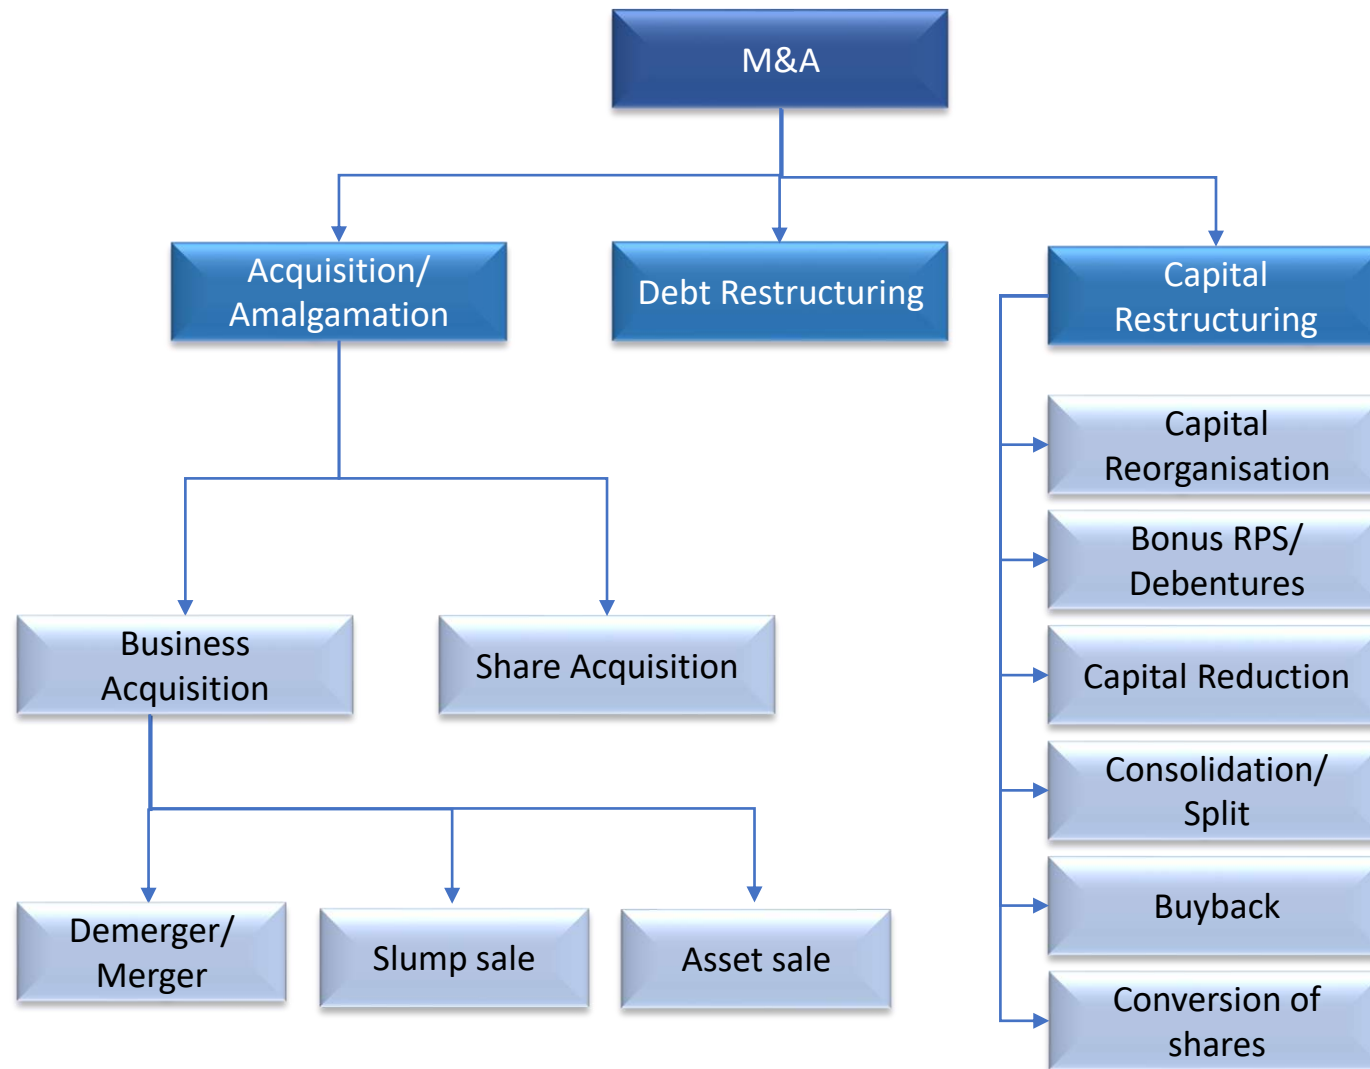 M&A
Acquisition/
Amalgamation
Debt Restructuring
Capital
Restructuring
Capital
Reorganisation
Bonus RPS/
Debentures
Business
Acquisition
Share Acquisition
Capital Reduction
Consolidation/
Split
Demerger/
Merger
Slump sale
Asset sale
Buyback
Conversion of
shares